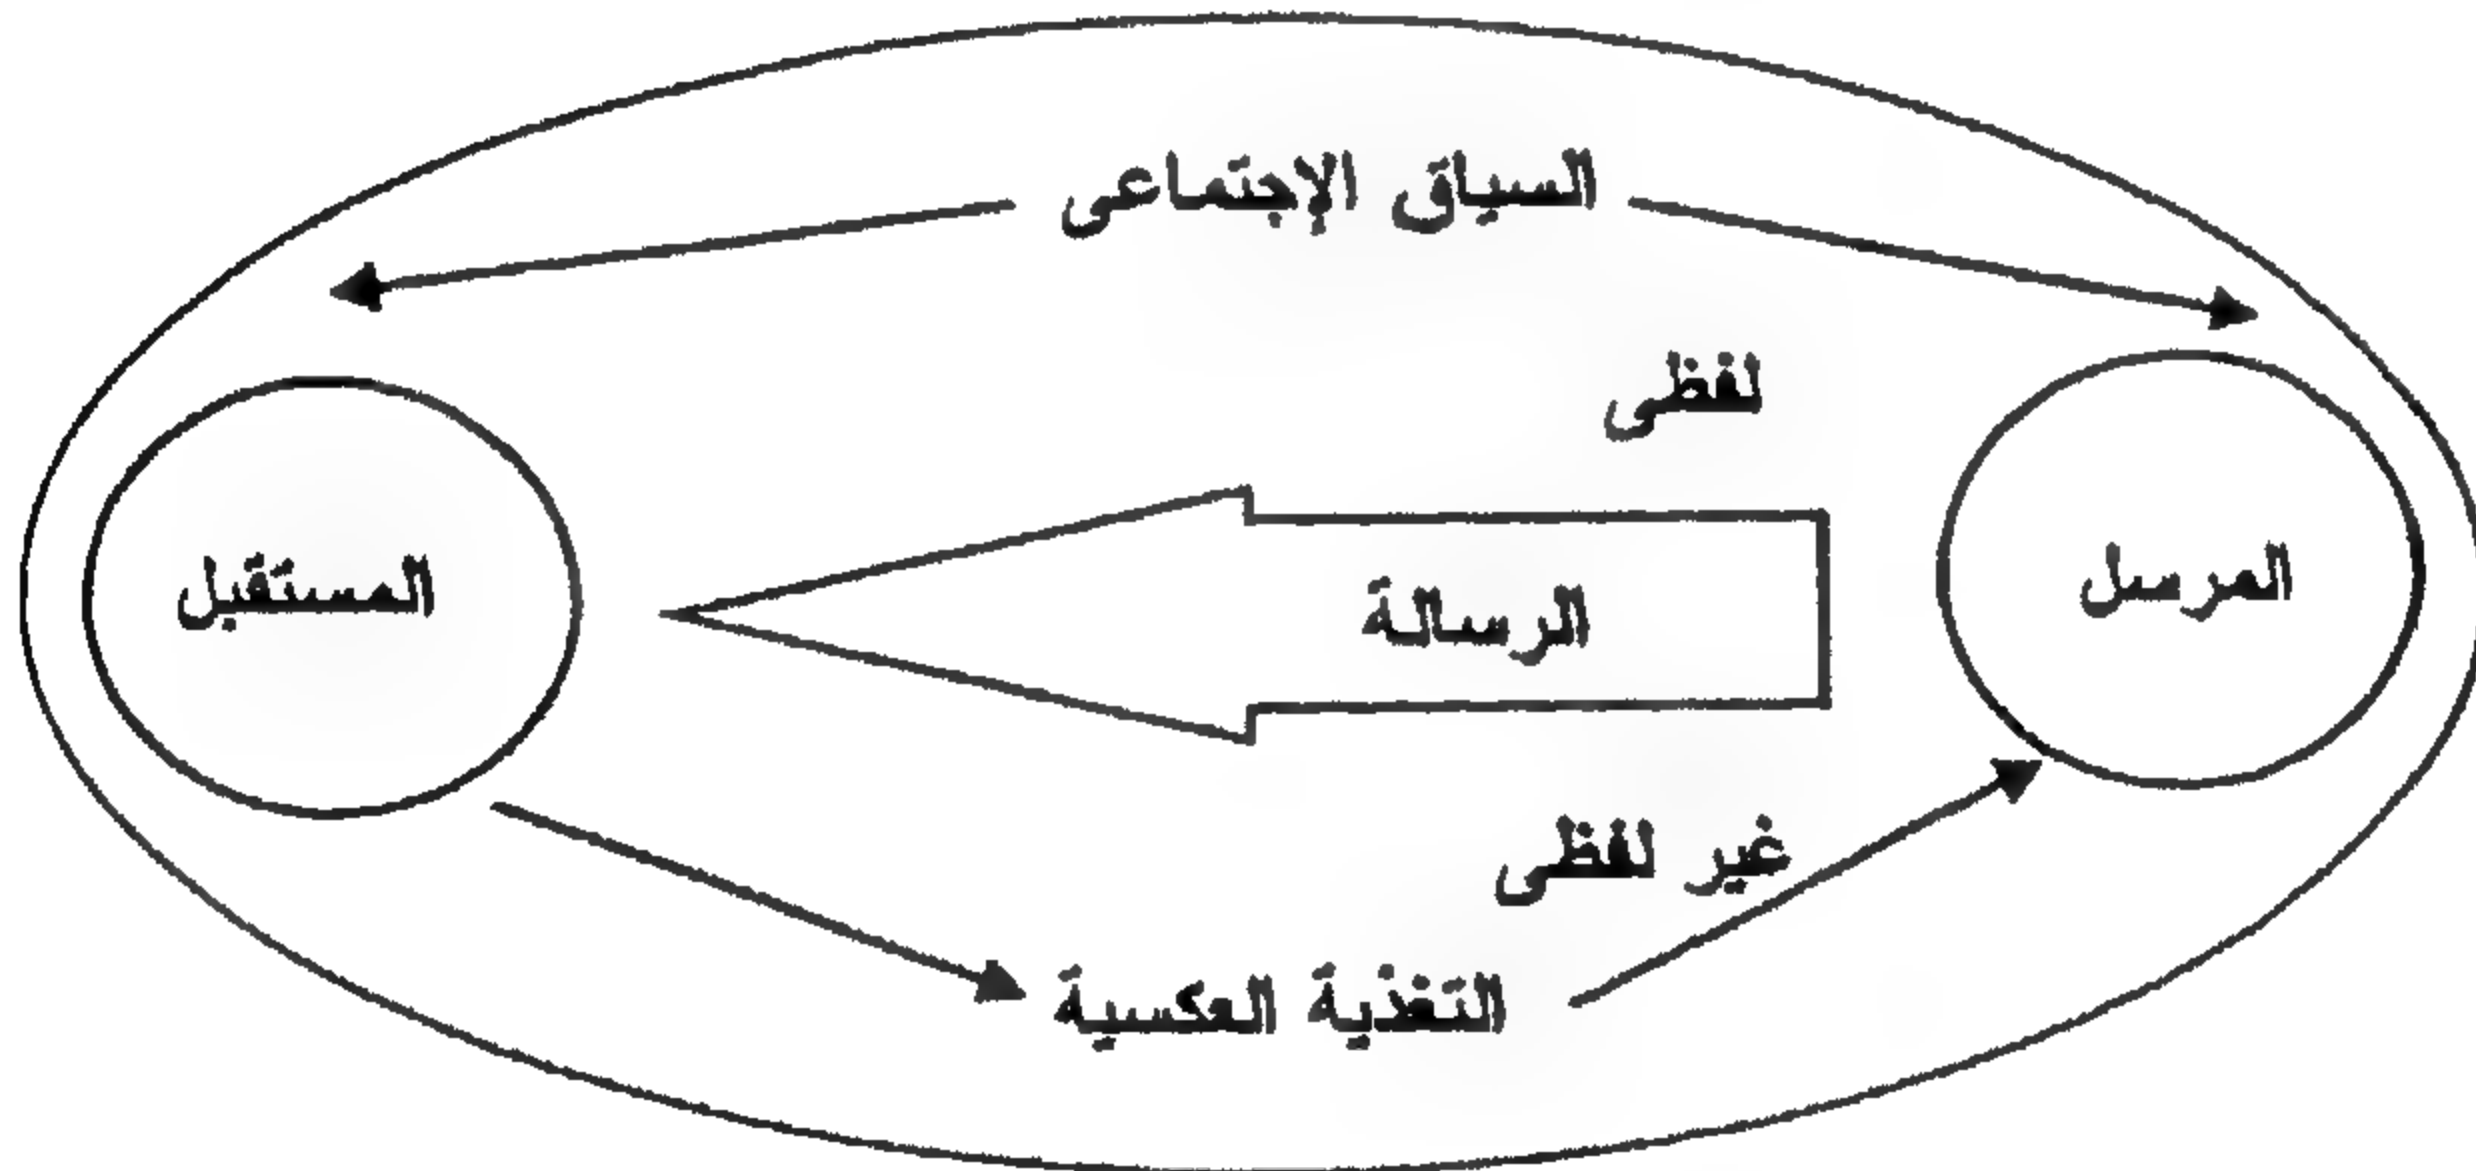 السياق الإجتماعى
لفظى
المرسل
الرسالة
المستقبل
غير لفظى
التغذية العكسية